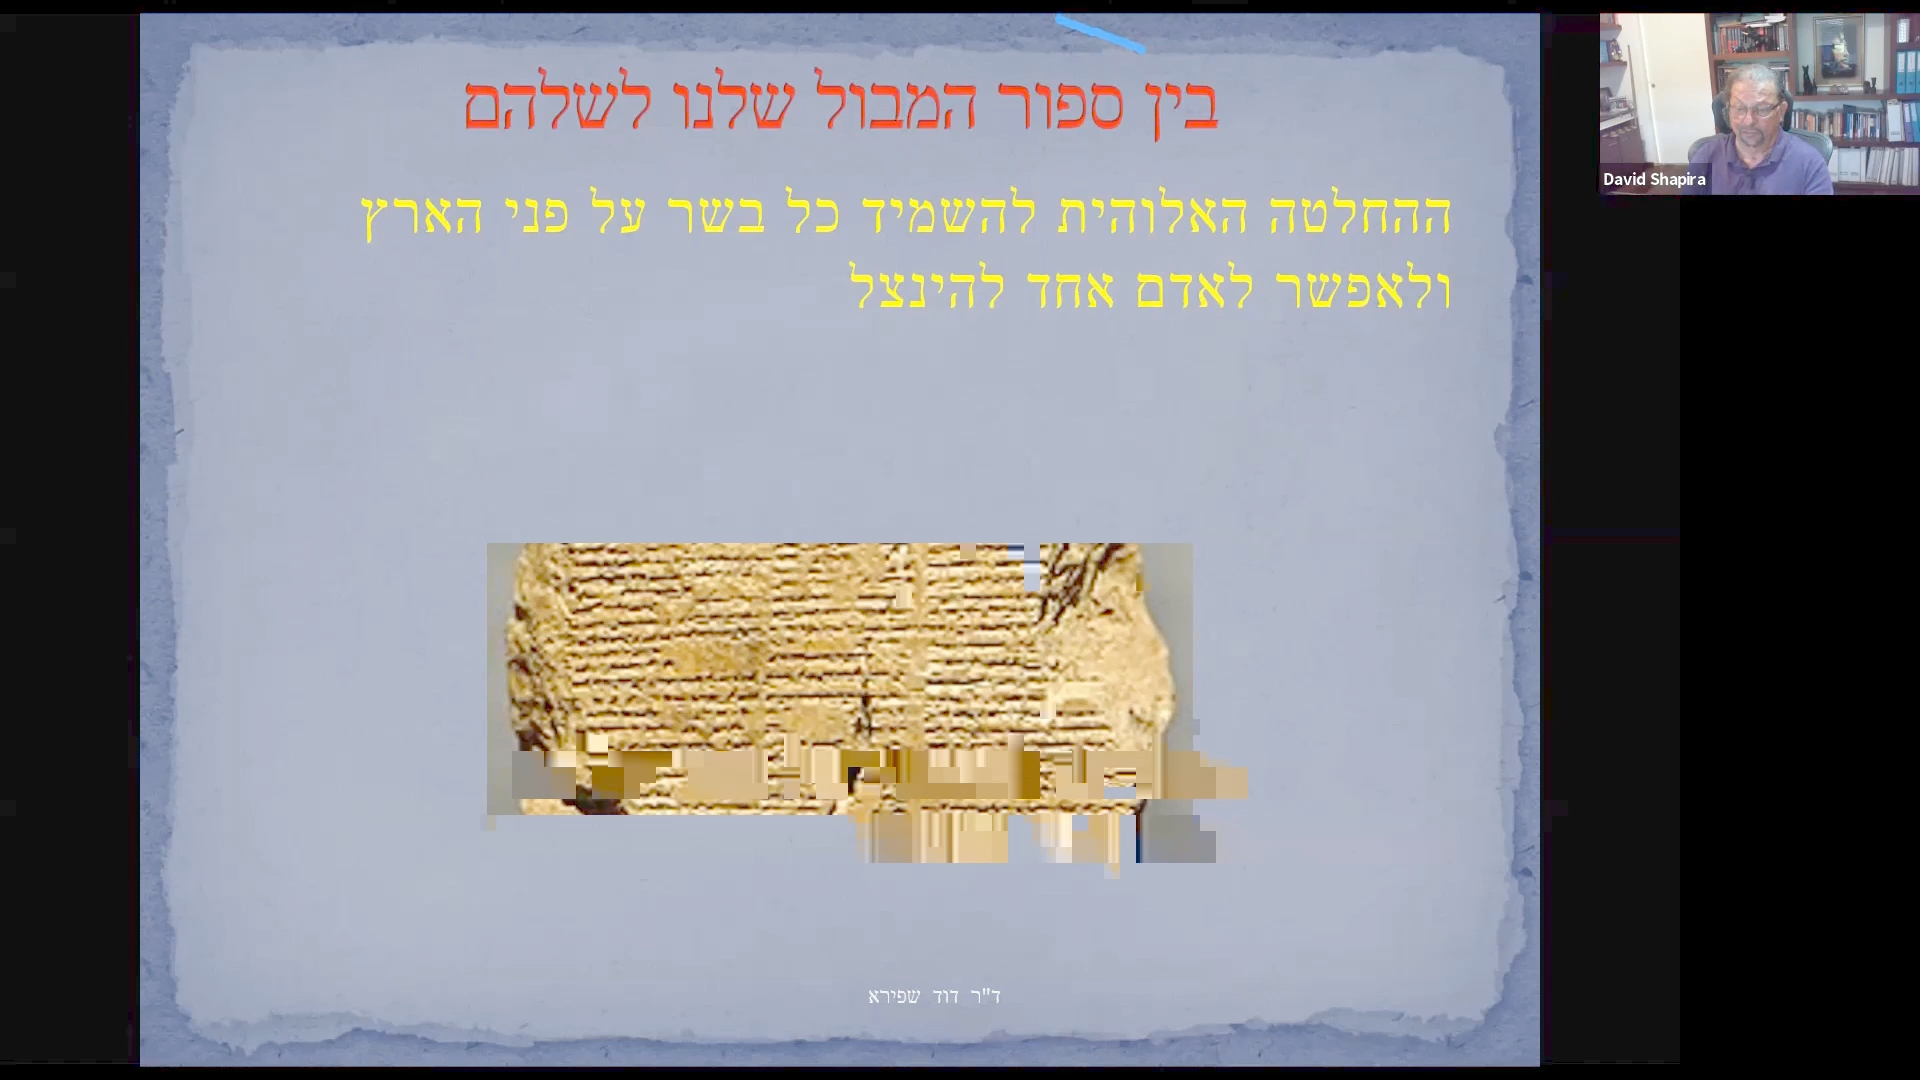 בין ספור המבול שלנו לשלהם
ההחלטה האלוהית להשמיד כל בשר על פני הארץ
ולאפשר לאדם אחד להינצל
ד"ר דוד שפירא
David Shapira